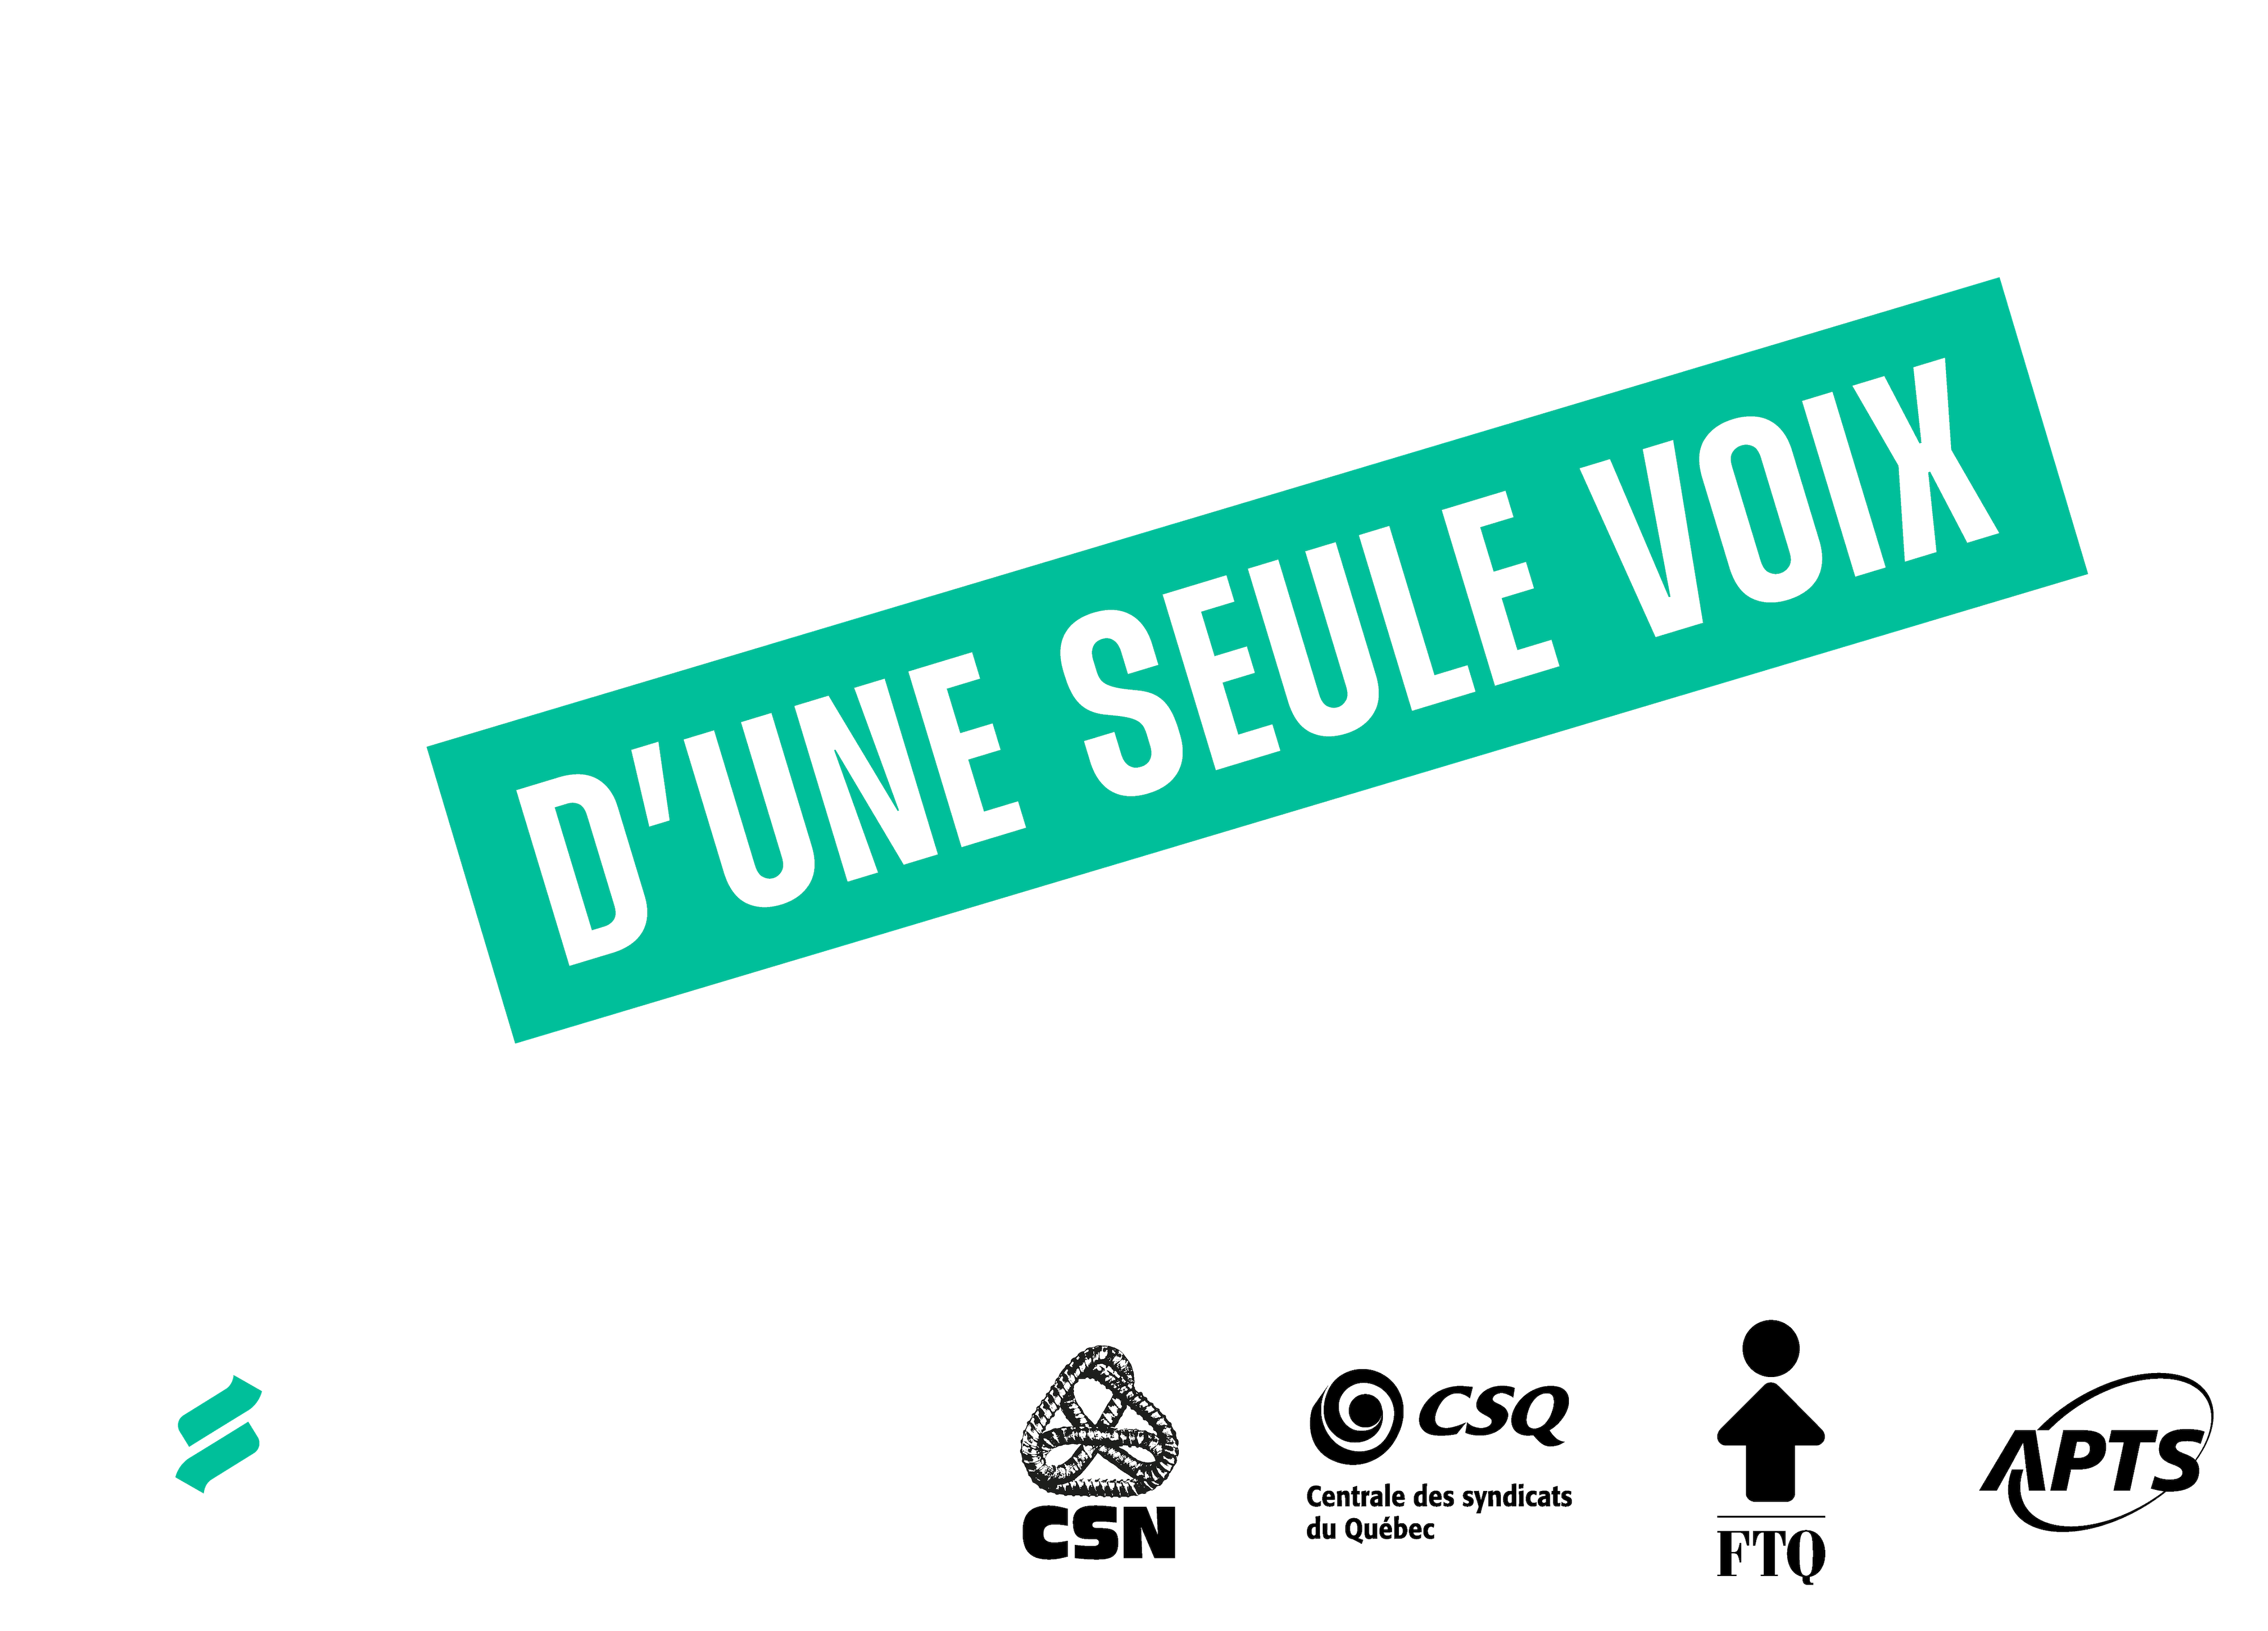 D'UNE SEULE VOIX
CSN
CSQ
Centrale des syndicats
du Québec
FTQ
APTS